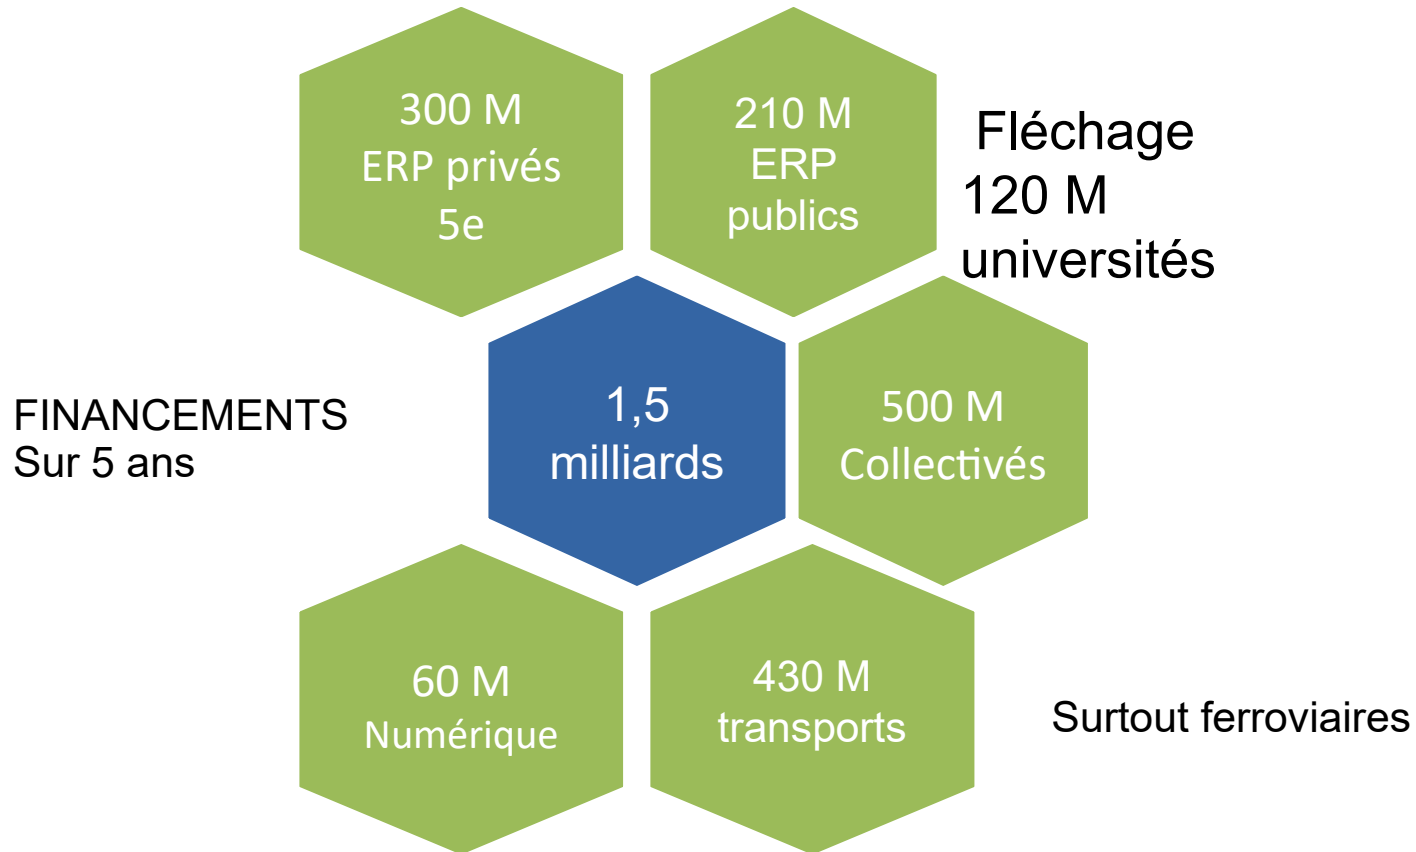 300 M
ERP privés
5e
210 M
ERP
publics
Fléchage
120 M
universités
FINANCEMENTS
Sur 5 ans
1,5
milliards
500 M
Collectivés
60 M
Numérique
430 M
transports
Surtout ferroviaires